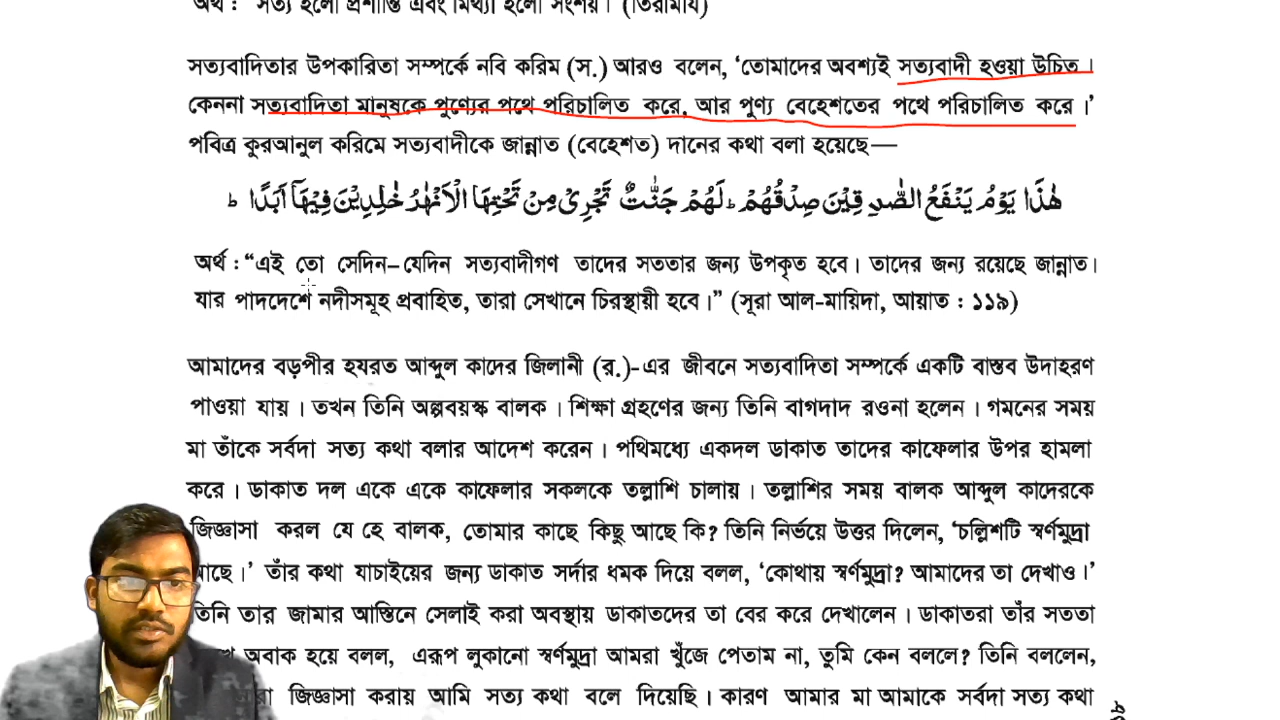 অর্থ : "সত্য হলো প্রশান্তি এবং মিথ্যা হলো সংশয়। (তিরমিযি)
সত্যবাদিতার উপকারিতা সম্পর্কে নবি করিম (স.) আরও বলেন, 'তোমাদের অবশ্যই সত্যবাদী হওয়া উচিত।
কেননা সত্যবাদিতা মানুষকে পুণ্যের পথে পরিচালিত করে, আর পুণ্য বেহেশতের পথে পরিচালিত করে।'
পবিত্র কুরআনুল করিমে সত্যবাদীকে জান্নাত (বেহেশত) দানের কথা বলা হয়েছে—
هٰذَا يَوْمُ يَنْفَعُ الصّٰدِقِيْنَ صِدْقُهُمْ ؕ لَهُمْ جَنّٰتٌ تَجْرِىْ مِنْ تَحْتِهَا الْاَنْهٰرُ خٰلِدِيْنَ فِيْهَاۤ اَبَدًا ؕ
অর্থ : "এই তো সেদিন–যেদিন সত্যবাদীগণ তাদের সততার জন্য উপকৃত হবে। তাদের জন্য রয়েছে জান্নাত।
যার পাদদেশে নদীসমূহ প্রবাহিত, তারা সেখানে চিরস্থায়ী হবে।" (সূরা আল-মায়িদা, আয়াত : ১১৯)
আমাদের বড়পীর হযরত আব্দুল কাদের জিলানী (র.)-এর জীবনে সত্যবাদিতা সম্পর্কে একটি বাস্তব উদাহরণ
পাওয়া যায়। তখন তিনি অল্পবয়স্ক বালক। শিক্ষা গ্রহণের জন্য তিনি বাগদাদ রওনা হলেন। গমনের সময়
মা তাঁকে সর্বদা সত্য কথা বলার আদেশ করেন। পথিমধ্যে একদল ডাকাত তাদের কাফেলার উপর হামলা
করে। ডাকাত দল একে একে কাফেলার সকলকে তল্লাশি চালায়। তল্লাশির সময় বালক আব্দুল কাদেরকে
জিজ্ঞাসা করল যে হে বালক, তোমার কাছে কিছু আছে কি? তিনি নির্ভয়ে উত্তর দিলেন, 'চল্লিশটি স্বর্ণমুদ্রা
আছে।' তাঁর কথা যাচাইয়ের জন্য ডাকাত সর্দার ধমক দিয়ে বলল, 'কোথায় স্বর্ণমুদ্রা? আমাদের তা দেখাও।'
তিনি তার জামার আস্তিনে সেলাই করা অবস্থায় ডাকাতদের তা বের করে দেখালেন। ডাকাতরা তাঁর সততা
অবাক হয়ে বলল, এরূপ লুকানো স্বর্ণমুদ্রা আমরা খুঁজে পেতাম না, তুমি কেন বললে? তিনি বললেন,
জিজ্ঞাসা করায় আমি সত্য কথা বলে দিয়েছি। কারণ আমার মা আমাকে সর্বদা সত্য কথা